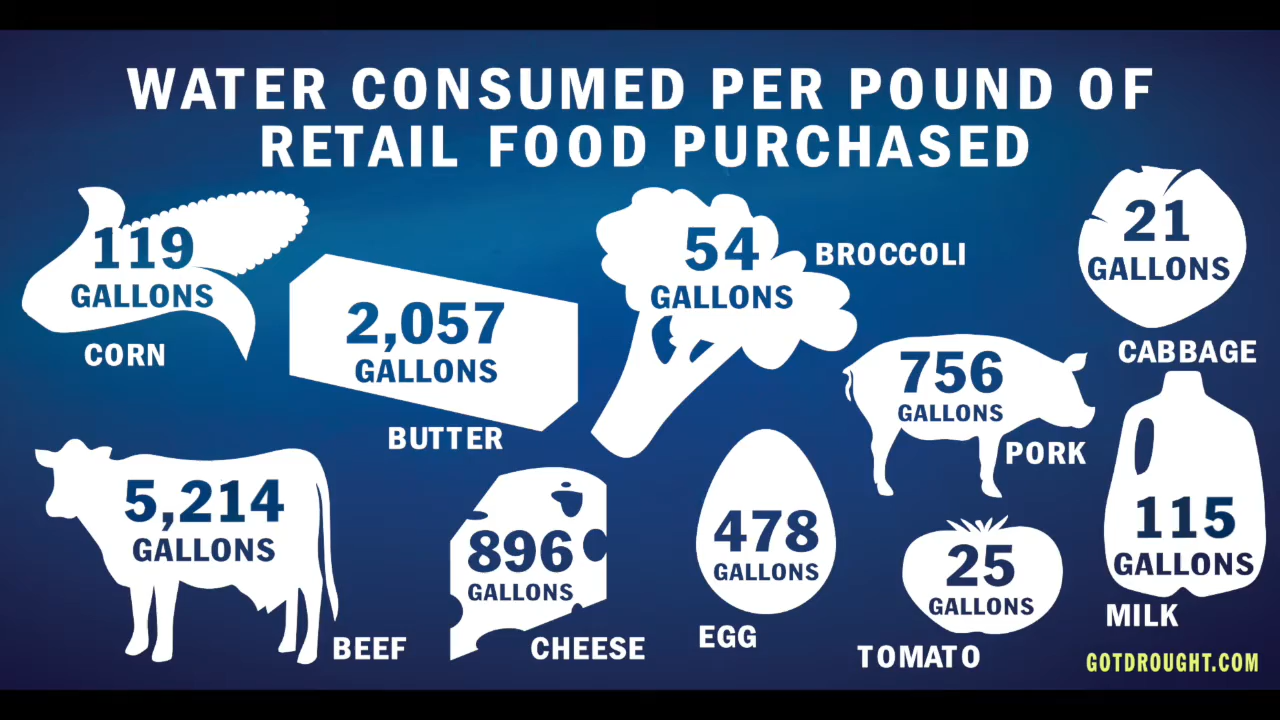 WATER CONSUMED PER POUND OF
RETAIL FOOD PURCHASED
119
GALLONS
CORN
2,057
GALLONS
BUTTER
54
GALLONS
BROCCOLI
21
GALLONS
CABBAGE
756
GALLONS
PORK
5,214
GALLONS
BEEF
896
GALLONS
CHEESE
478
GALLONS
EGG
25
GALLONS
TOMATO
115
GALLONS
MILK
GOTDROUGHT.COM